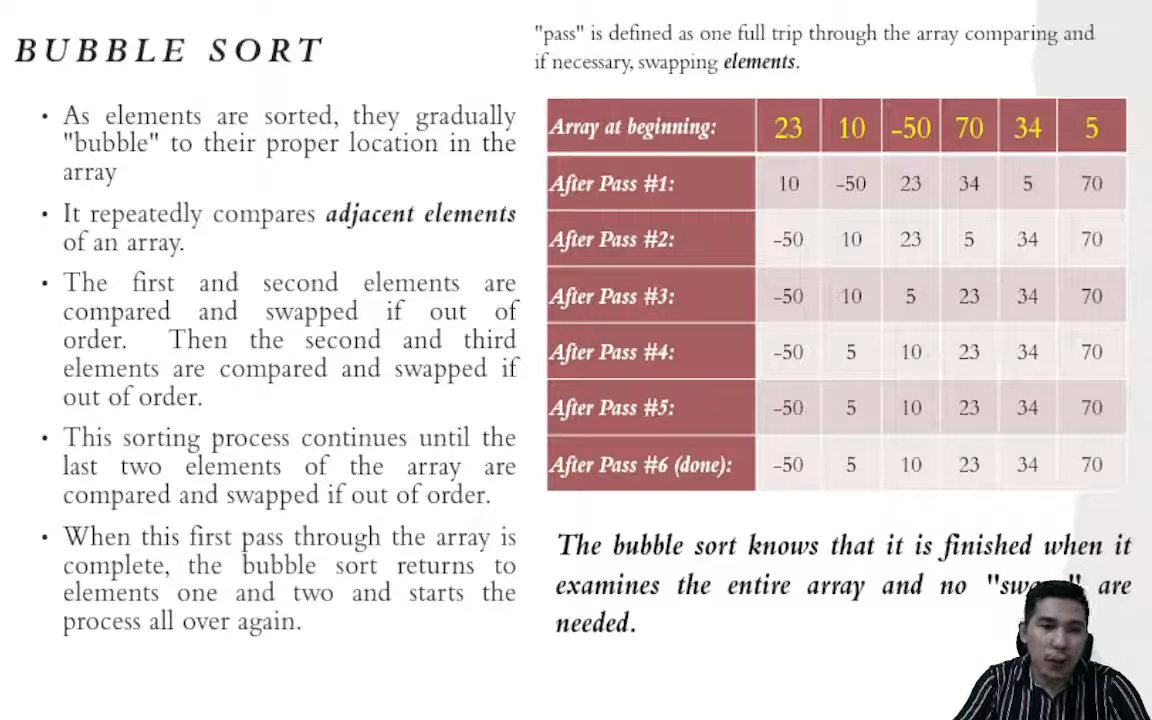 BUBBLE SORT
• As elements are sorted, they gradually
"bubble" to their proper location in the
array
• It repeatedly compares adjacent elements
of an array.
• The first and second elements are
compared and swapped if out of
order. Then the second and third
elements are compared and swapped if
out of order.
• This sorting process continues until the
last two elements of the array are
compared and swapped if out of order.
• When this first pass through the array is
complete, the bubble sort returns to
elements one and two and starts the
process all over again.
"pass" is defined as one full trip through the array comparing and
if necessary, swapping elements.
Array at beginning: 23 10 -50 70 34 5
After Pass #1: 10 -50 23 34 5 70
After Pass #2: -50 10 23 5 34 70
After Pass #3: -50 10 5 23 34 70
After Pass #4: -50 5 10 23 34 70
After Pass #5: -50 5 10 23 34 70
After Pass #6 (done): -50 5 10 23 34 70
The bubble sort knows that it is finished when it
examines the entire array and no are
needed.